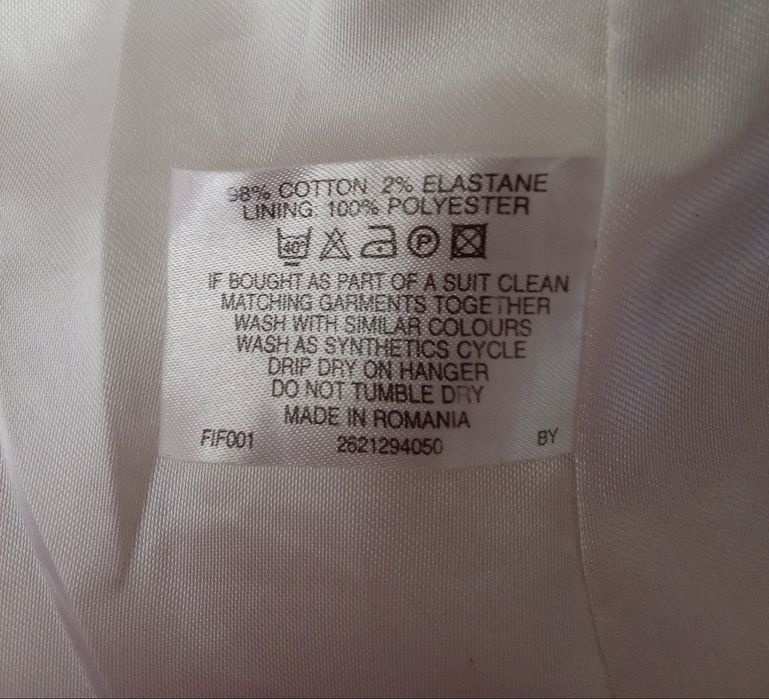 98% COTTON 2% ELASTANE
LINING: 100% POLYESTER
40° P
IF BOUGHT AS PART OF A SUIT CLEAN
MATCHING GARMENTS TOGETHER
WASH WITH SIMILAR COLOURS
WASH AS SYNTHETICS CYCLE
DRIP DRY ON HANGER
DO NOT TUMBLE DRY
MADE IN ROMANIA
FIF001 2621294050 BY